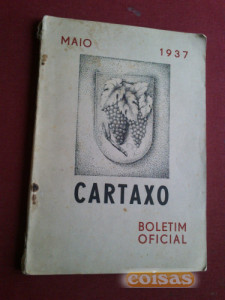 MAIO 1937
CARTAXO
BOLETIM
OFICIAL
coisas